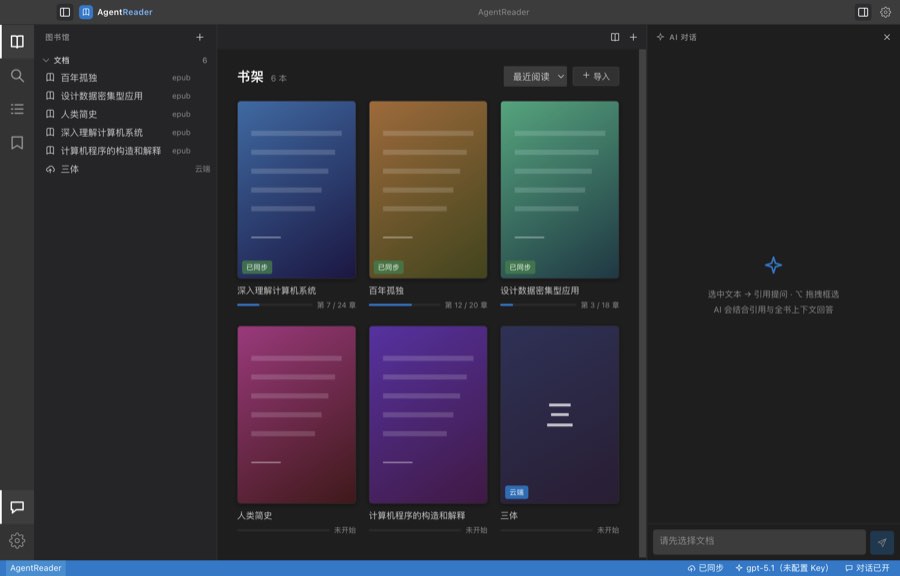 AgentReader
AgentReader
图书馆
AI 对话
文档 6
百年孤独 epub
设计数据密集型应用 epub
人类简史 epub
深入理解计算机系统 epub
计算机程序的构造和解释 epub
三体 云端
书架 6 本
最近阅读
+ 导入
已同步
深入理解计算机系统
第 7 / 24 章
已同步
百年孤独
第 12 / 20 章
已同步
设计数据密集型应用
第 3 / 18 章
人类简史
未开始
计算机程序的构造和解释
未开始
三
云端
三体
未开始
选中文本 → 引用提问 · ⌥ 拖拽框选
AI 会结合引用与全书上下文回答
请先选择文档
AgentReader
已同步
gpt-5.1（未配置 Key）
对话已开